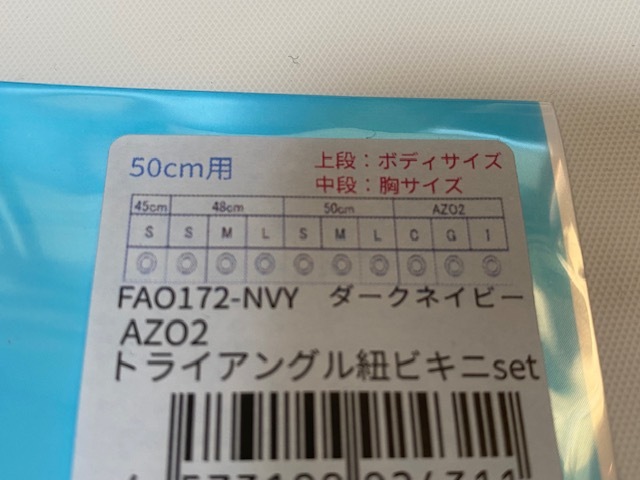 50cm用
上段：ボディサイズ
中段：胸サイズ
45cm 48cm 50cm AZO2
S S M L S M L C G I
◎ ◎ ◎ ◎ ◎ ◎ ◎ ◎ ◎ ◎
FAO172-NVY ダークネイビー
AZO2
トライアングル紐ビキニset